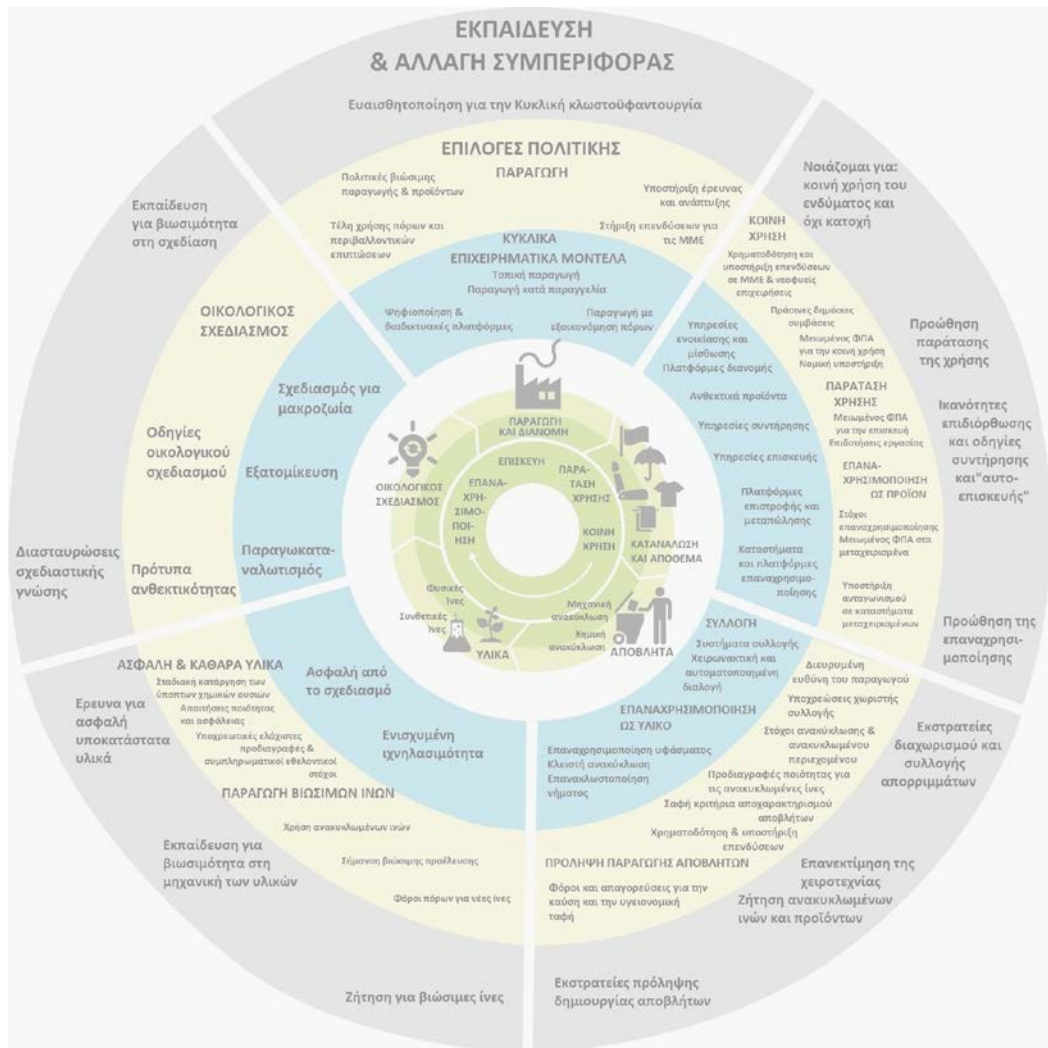 ΕΚΠΑΙΔΕΥΣΗ
& ΑΛΛΑΓΗ ΣΥΜΠΕΡΙΦΟΡΑΣ
Ευαισθητοποίηση για την Κυκλική κλωστοϋφαντουργία
ΕΠΙΛΟΓΕΣ ΠΟΛΙΤΙΚΗΣ
ΠΑΡΑΓΩΓΗ
Πολιτικές βιώσιμης
παραγωγής & προϊόντων
Υποστήριξη έρευνας
και ανάπτυξης
Τέλη χρήσης πόρων και
περιβαλλοντικών
επιπτώσεων
Στήριξη επενδύσεων για
τις ΜΜΕ
ΚΥΚΛΙΚΑ
ΕΠΙΧΕΙΡΗΜΑΤΙΚΑ ΜΟΝΤΕΛΑ
Τοπική παραγωγή
Παραγωγή κατά παραγγελία
Ψηφιοποίηση &
διαδικτυακές πλατφόρμες
Παραγωγή με
εξοικονόμηση πόρων
Νοιάζομαι για:
κοινή χρήση του
ενδύματος και
όχι κατοχή
ΚΟΙΝΗ
ΧΡΗΣΗ
Χρηματοδότηση και
υποστήριξη επενδύσεων
σε ΜΜΕ & νεοφυείς
επιχειρήσεις
Πράσινες δημόσιες
συμβάσεις
Μειωμένος ΦΠΑ
για την κοινή χρήση
Νομική υποστήριξη
Υπηρεσίες
ενοικίασης και
μίσθωσης
Πλατφόρμες διανομής
Προώθηση
παράτασης
της χρήσης
ΠΑΡΑΤΑΣΗ
ΧΡΗΣΗΣ
Μειωμένος ΦΠΑ
για την επισκευή
Επιδοτήσεις εργασίας
Ανθεκτικά προϊόντα
Υπηρεσίες συντήρησης
Υπηρεσίες επισκευής
Ικανότητες
επιδιόρθωσης
και οδηγίες
συντήρησης
και"αυτο-
επισκευής"
ΕΠΑΝΑ-
ΧΡΗΣΙΜΟΠΟΙΗΣΗ
ΩΣ ΠΡΟΪΟΝ
Στόχοι
επαναχρησιμοποίησης
Μειωμένος ΦΠΑ στα
μεταχειρισμένα
Υποστήριξη
ανταγωνισμού
σε καταστήματα
μεταχειρισμένων
Πλατφόρμες
επιστροφής και
μεταπώλησης
Καταστήματα
και πλατφόρμες
επαναχρησιμο-
ποίησης
Προώθηση της
επαναχρησι-
μοποίησης
Εκπαίδευση
για βιωσιμότητα
στη σχεδίαση
ΟΙΚΟΛΟΓΙΚΟΣ
ΣΧΕΔΙΑΣΜΟΣ
Σχεδιασμός για
μακροζωία
Οδηγίες
οικολογικού
σχεδιασμού
Εξατομίκευση
Διασταυρώσεις
σχεδιαστικής
γνώσης
Πρότυπα
ανθεκτικότητας
Παραγωκατα-
ναλωτισμός
ΠΑΡΑΓΩΓΗ
ΚΑΙ ΔΙΑΝΟΜΗ
ΟΙΚΟΛΟΓΙΚΟΣ
ΣΧΕΔΙΑΣΜΟΣ
ΕΠΙΣΚΕΥΗ
ΠΑΡΑ-
ΤΑΣΗ
ΧΡΗΣΗΣ
ΕΠΑΝΑ-
ΧΡΗ-
ΣΙΜΟ-
ΠΟΙ-
ΗΣΗ
ΚΟΙΝΗ
ΧΡΗΣΗ
ΚΑΤΑΝΑΛΩΣΗ
ΚΑΙ ΑΠΟΘΕΜΑ
Φυσικές
ίνες
Συνθετικές
ίνες
Μηχανική
ανακύκλωση
Χημική
ανακύκλωση
ΥΛΙΚΑ
ΑΠΟΒΛΗΤΑ
ΑΣΦΑΛΗ & ΚΑΘΑΡΑ ΥΛΙΚΑ
Σταδιακή κατάργηση των
ύποπτων χημικών ουσιών
Απαιτήσεις ποιότητας
και ασφάλειας
Υποχρεωτικές ελάχιστες
προδιαγραφές &
συμπληρωματικοί εθελοντικοί
στόχοι
Ασφαλή από
το σχεδιασμό
Ενισχυμένη
ιχνηλασιμότητα
Έρευνα για
ασφαλή
υποκατάστατα
υλικά
ΠΑΡΑΓΩΓΗ ΒΙΩΣΙΜΩΝ ΙΝΩΝ
Χρήση ανακυκλωμένων ινών
Σήμανση βιώσιμης προέλευσης
Φόροι πόρων για νέες ίνες
Εκπαίδευση για
βιωσιμότητα στη
μηχανική των υλικών
Ζήτηση για βιώσιμες ίνες
ΣΥΛΛΟΓΗ
Συστήματα συλλογής
Χειρωνακτική και
αυτοματοποιημένη
διαλογή
ΕΠΑΝΑΧΡΗΣΙΜΟΠΟΙΗΣΗ
ΩΣ ΥΛΙΚΟ
Επαναχρησιμοποίηση υφάσματος
Κλειστή ανακύκλωση
Επανακλωστοποίηση
νήματος
Διευρυμένη
ευθύνη του παραγωγού
Υποχρεώσεις χωριστής
συλλογής
Στόχοι ανακύκλωσης &
ανακυκλωμένου
περιεχομένου
Προδιαγραφές ποιότητας για
τις ανακυκλωμένες ίνες
Σαφή κριτήρια αποχαρακτηρισμού
αποβλήτων
Χρηματοδότηση & υποστήριξη
επενδύσεων
ΠΡΟΛΗΨΗ ΠΑΡΑΓΩΓΗΣ ΑΠΟΒΛΗΤΩΝ
Φόροι και απαγορεύσεις για την
καύση και την υγειονομική
ταφή
Εκστρατείες
διαχωρισμού και
συλλογής
απορριμμάτων
Επανεκτίμηση της
χειροτεχνίας
Ζήτηση ανακυκλωμένων
ινών και προϊόντων
Εκστρατείες πρόληψης
δημιουργίας αποβλήτων